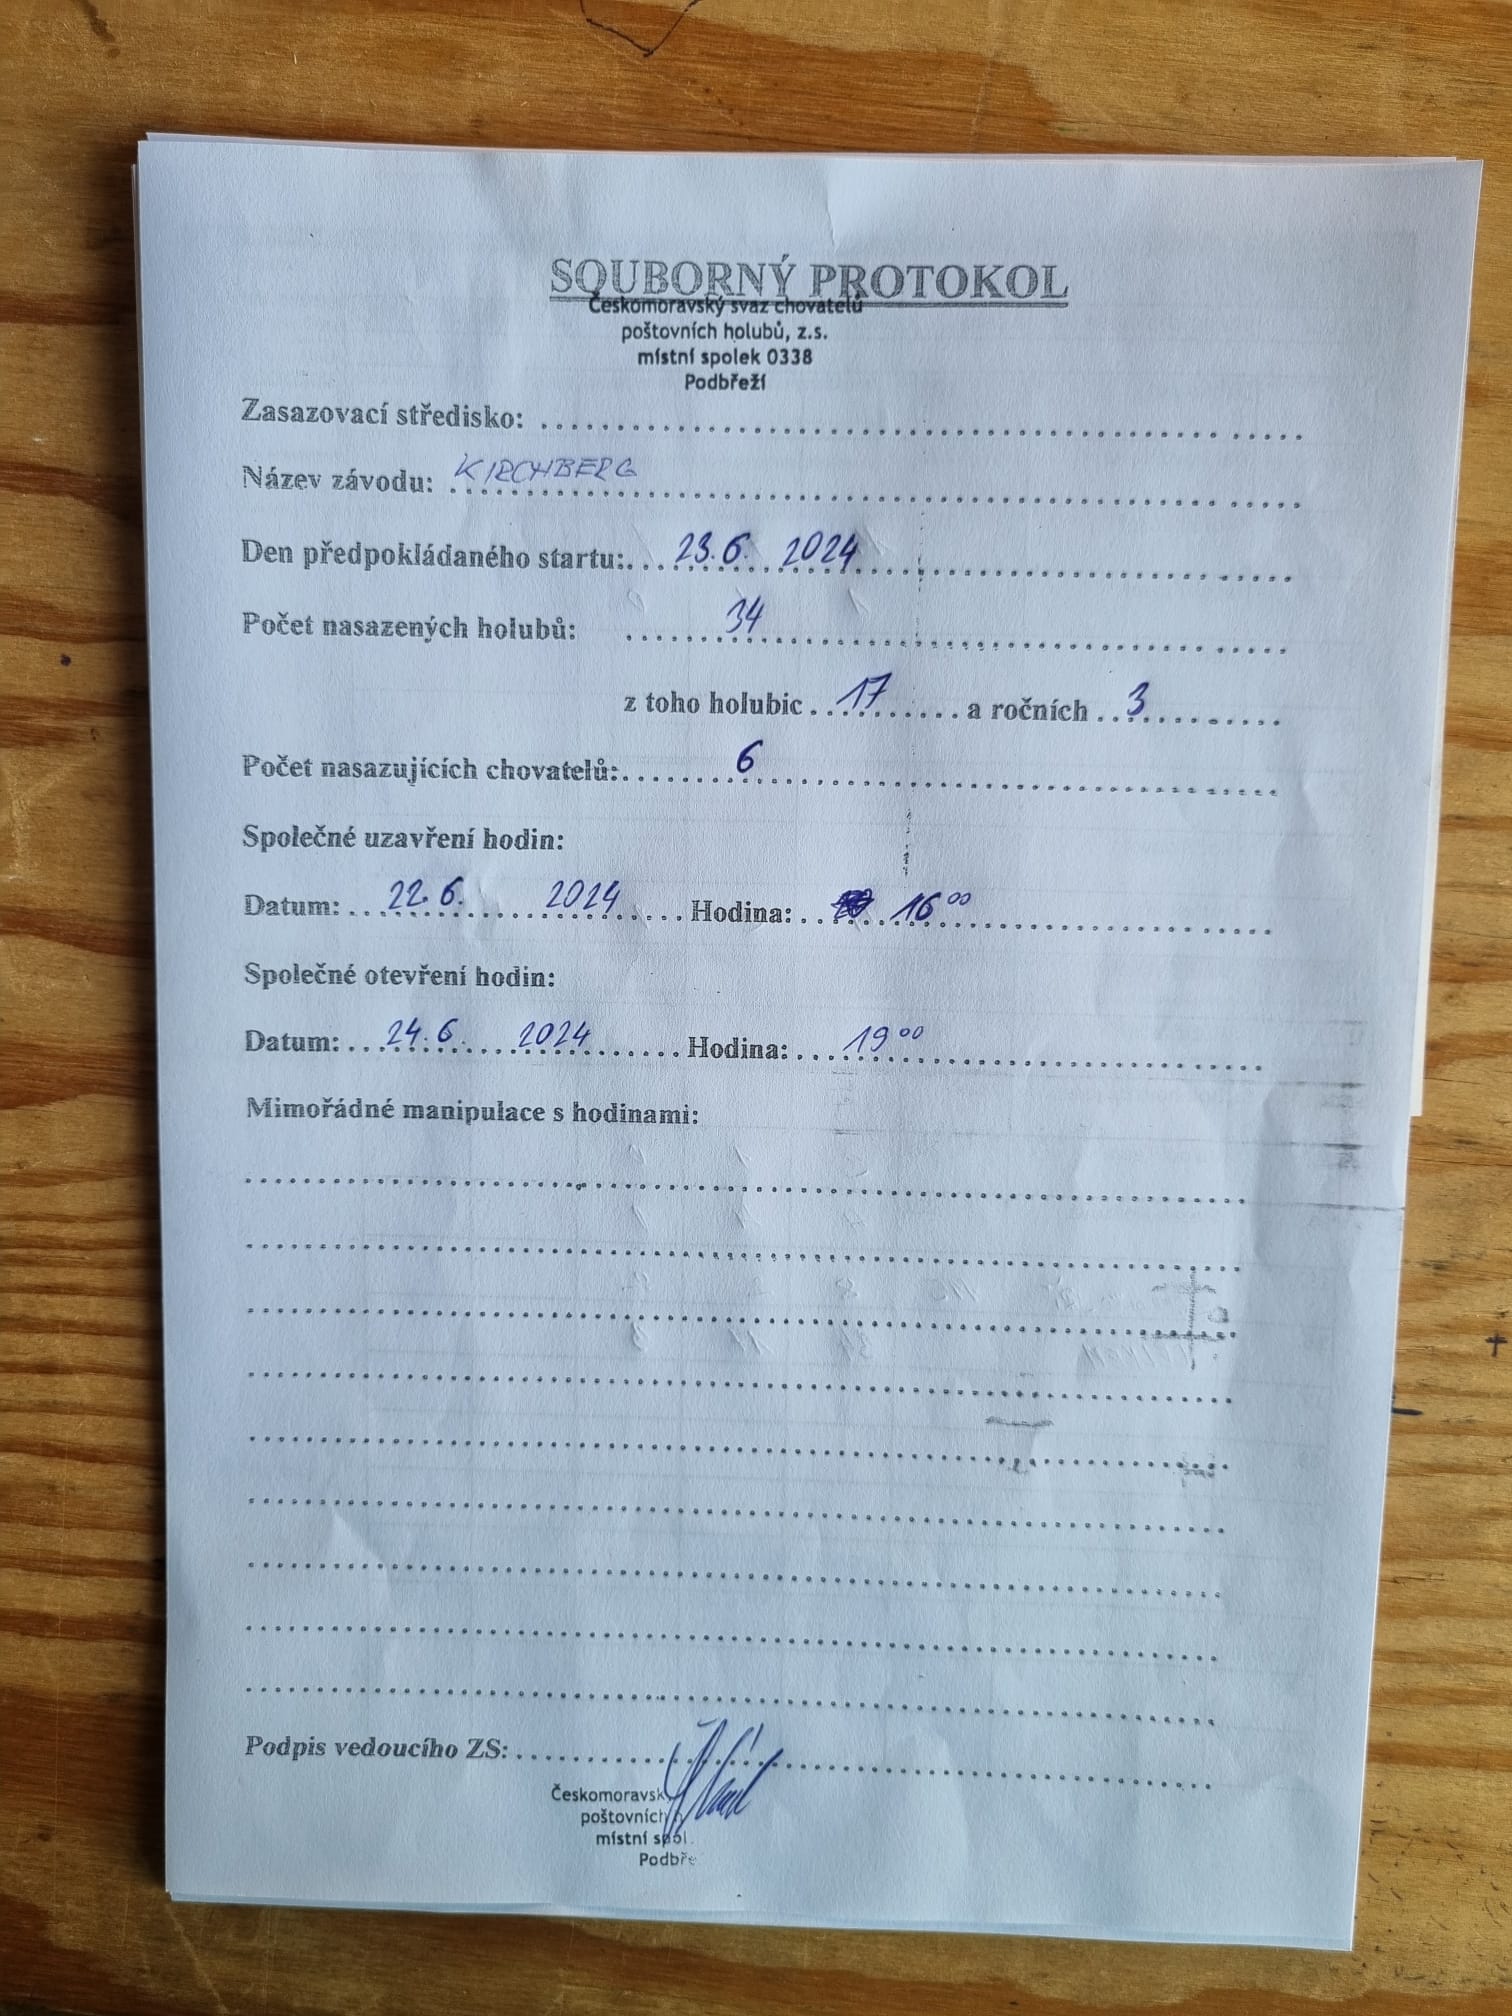 SOUBORNÝ PROTOKOL
Českomoravský svaz chovatelů
poštovních holubů, z.s.
místní spolek 0338
Podbřeží
Zasazovací středisko:
Název závodu: KIRCHBERG
Den předpokládaného startu: 23.6. 2024
Počet nasazených holubů: 34
z toho holubic 17 a ročních 3
Počet nasazujících chovatelů: 6
Společné uzavření hodin:
Datum: 22.6. 2024 Hodina: 16⁰⁰
Společné otevření hodin:
Datum: 24.6. 2024 Hodina: 19⁰⁰
Mimořádné manipulace s hodinami:
Podpis vedoucího ZS:
Českomoravsk
poštovních
místní spol.
Podbře